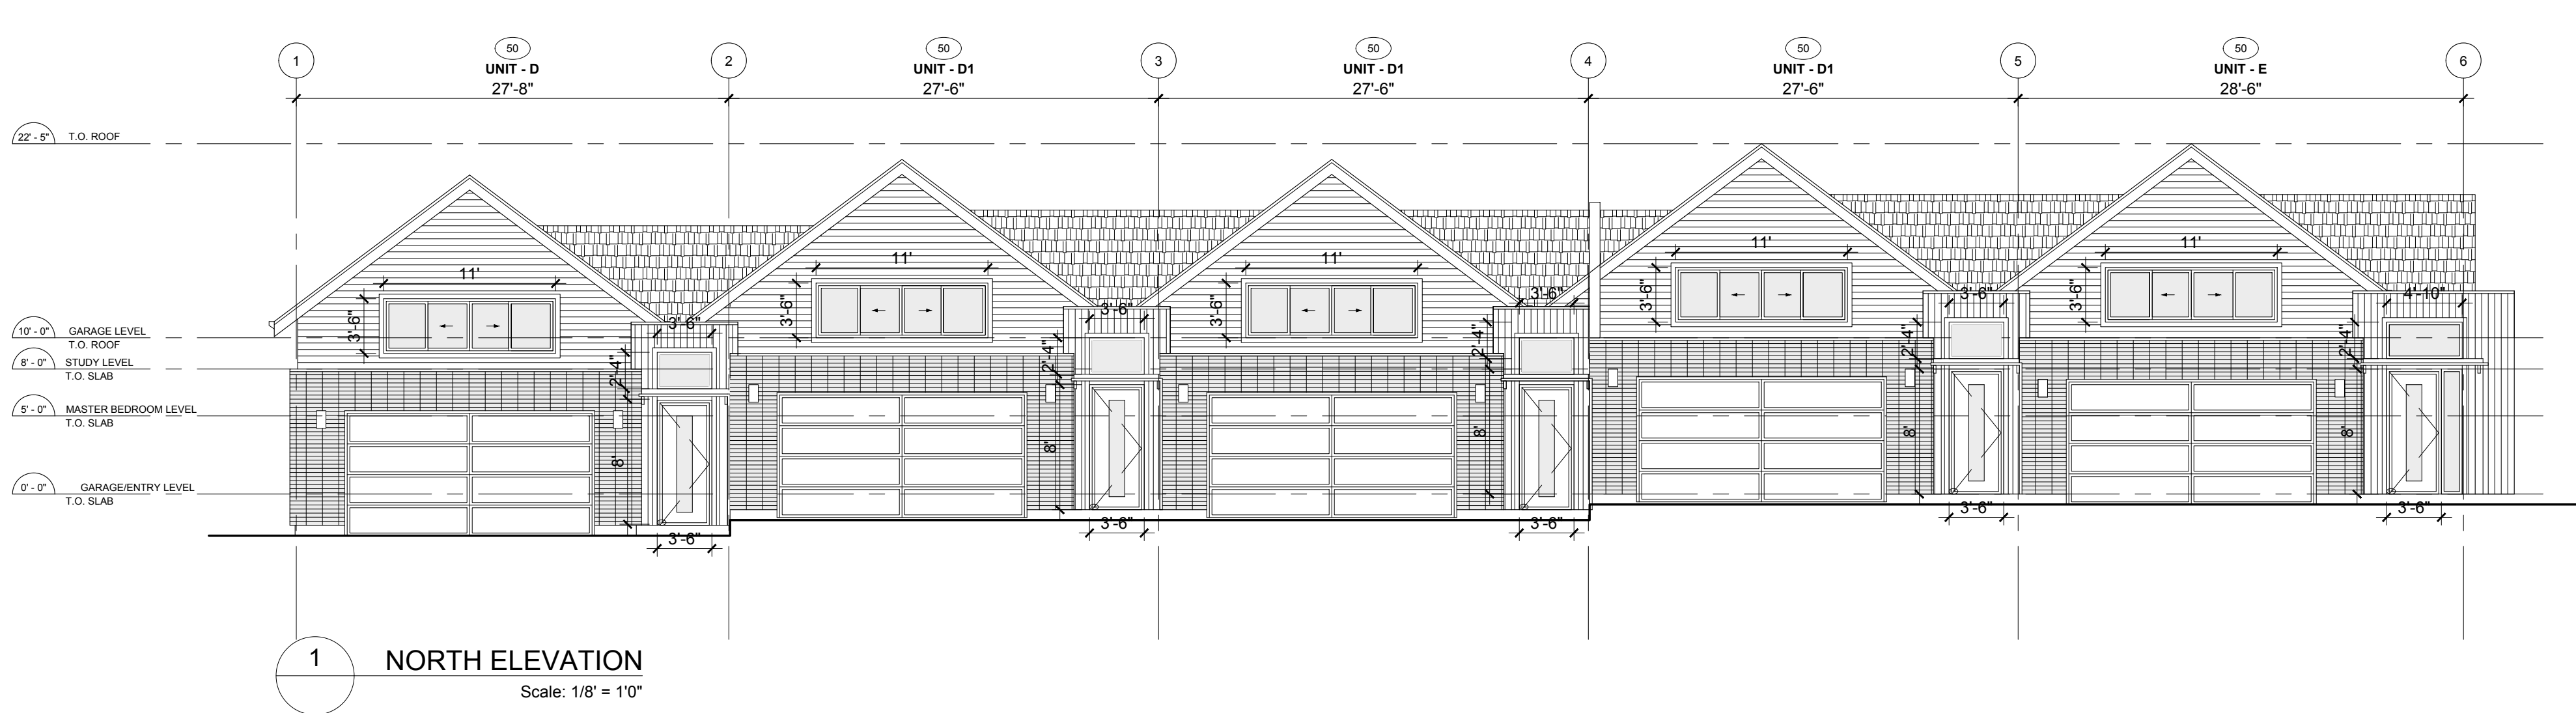 1
50
UNIT - D
27'-8"
2
50
UNIT - D1
27'-6"
3
50
UNIT - D1
27'-6"
4
50
UNIT - D1
27'-6"
5
50
UNIT - E
28'-6"
6
22' - 5" T.O. ROOF
11'
11'
11'
11'
11'
3'-6"
3'-6"
3'-6"
3'-6"
3'-6"
3'-6"
3'-6"
3'-6"
3'-6"
4'-10"
10' - 0" GARAGE LEVEL
T.O. ROOF
2'-4"
2'-4"
2'-4"
2'-4"
2'-4"
8' - 0" STUDY LEVEL
T.O. SLAB
5' - 0" MASTER BEDROOM LEVEL
T.O. SLAB
8'
8'
8'
8'
8'
0' - 0" GARAGE/ENTRY LEVEL
T.O. SLAB
3'-6"
3'-6"
3'-6"
3'-6"
3'-6"
1 NORTH ELEVATION
Scale: 1/8' = 1'0"